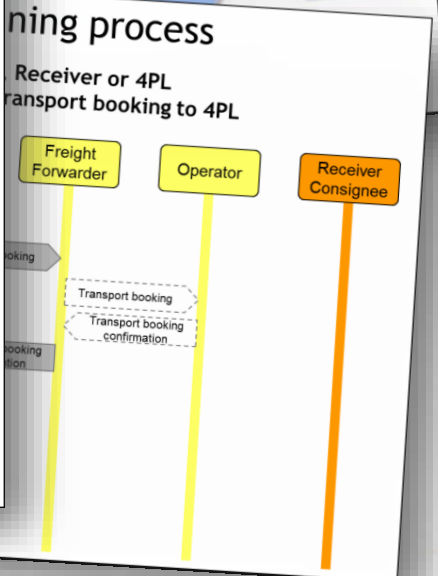 ning process
Receiver or 4PL
ransport booking to 4PL
Freight
Forwarder
Operator
Receiver
Consignee
ooking
Transport booking
Transport booking
confirmation
ooking
tion